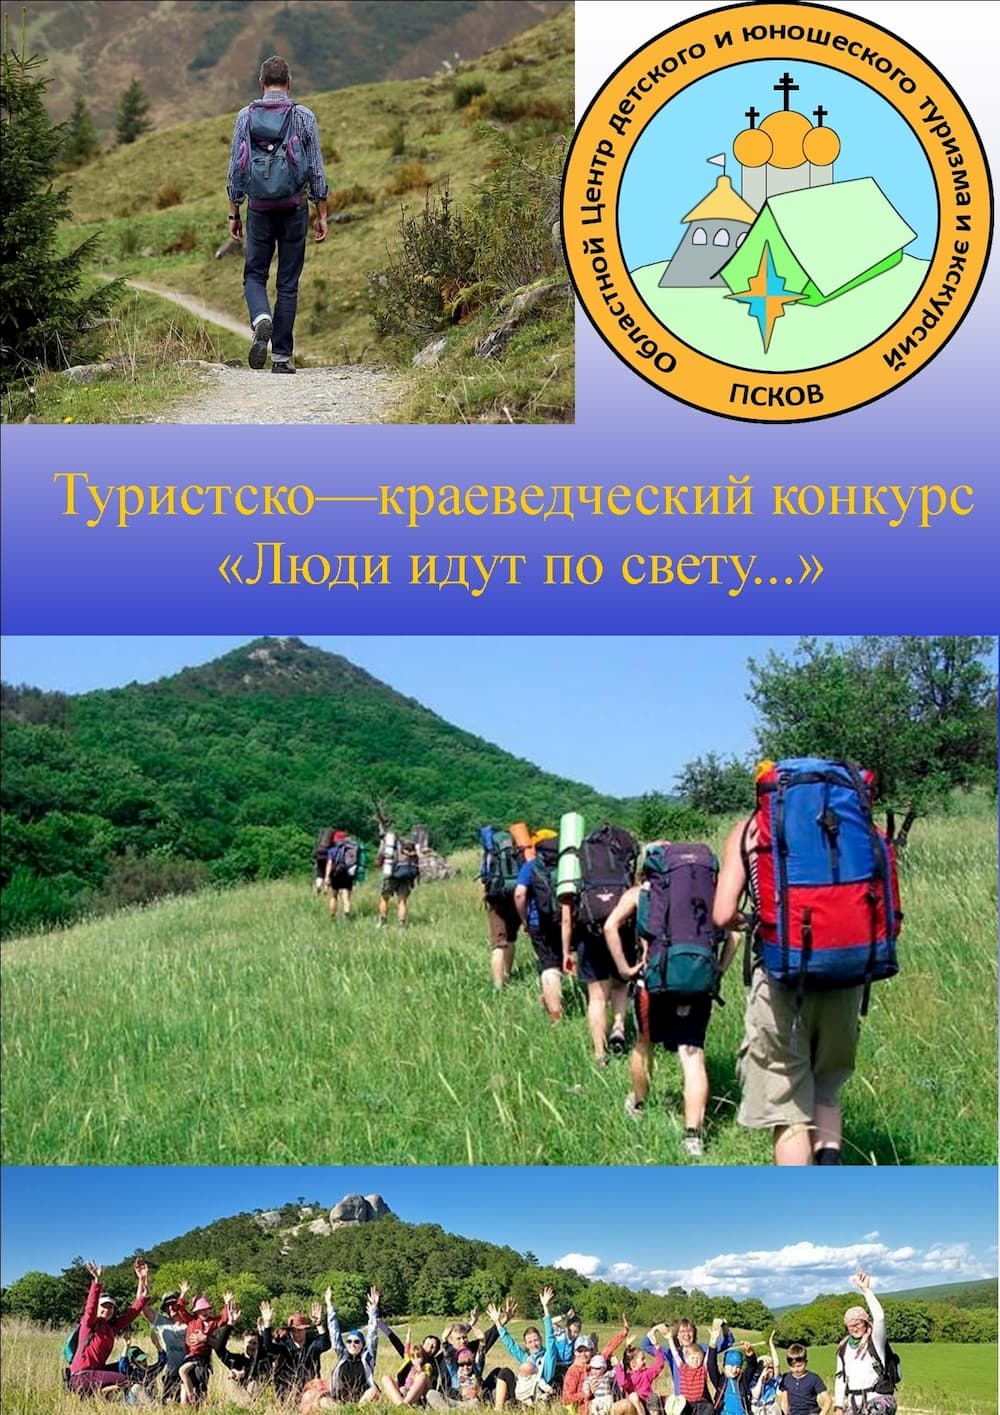 Областной Центр детского и юношеского туризма и экскурсий
ПСКОВ
Туристско—краеведческий конкурс
«Люди идут по свету...»